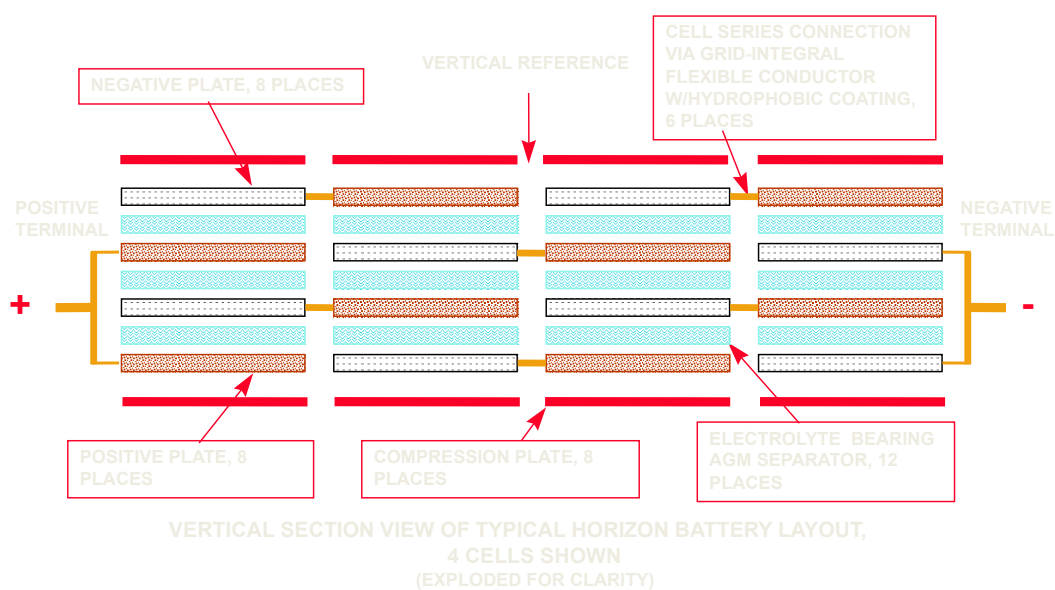 CELL SERIES CONNECTION
VIA GRID-INTEGRAL
FLEXIBLE CONDUCTOR
W/HYDROPHOBIC COATING,
6 PLACES
VERTICAL REFERENCE
NEGATIVE PLATE, 8 PLACES
POSITIVE
TERMINAL
NEGATIVE
TERMINAL
+
-
POSITIVE PLATE, 8
PLACES
COMPRESSION PLATE, 8
PLACES
ELECTROLYTE BEARING
AGM SEPARATOR, 12
PLACES
VERTICAL SECTION VIEW OF TYPICAL HORIZON BATTERY LAYOUT,
4 CELLS SHOWN
(EXPLODED FOR CLARITY)